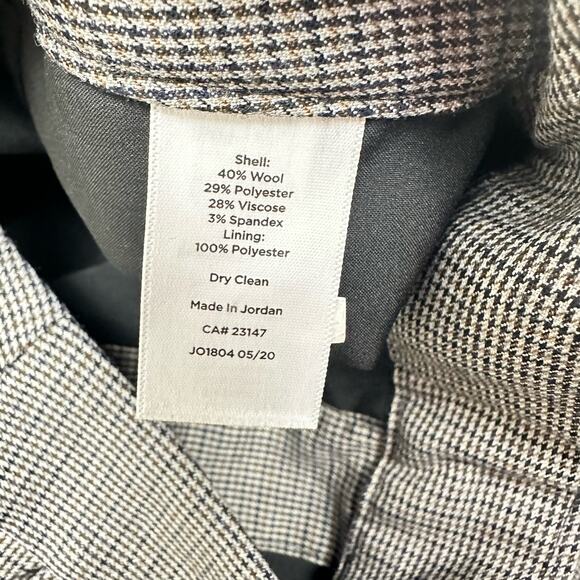 Shell:
40% Wool
29% Polyester
28% Viscose
3% Spandex
Lining:
100% Polyester
Dry Clean
Made In Jordan
CA# 23147
JO1804 05/20